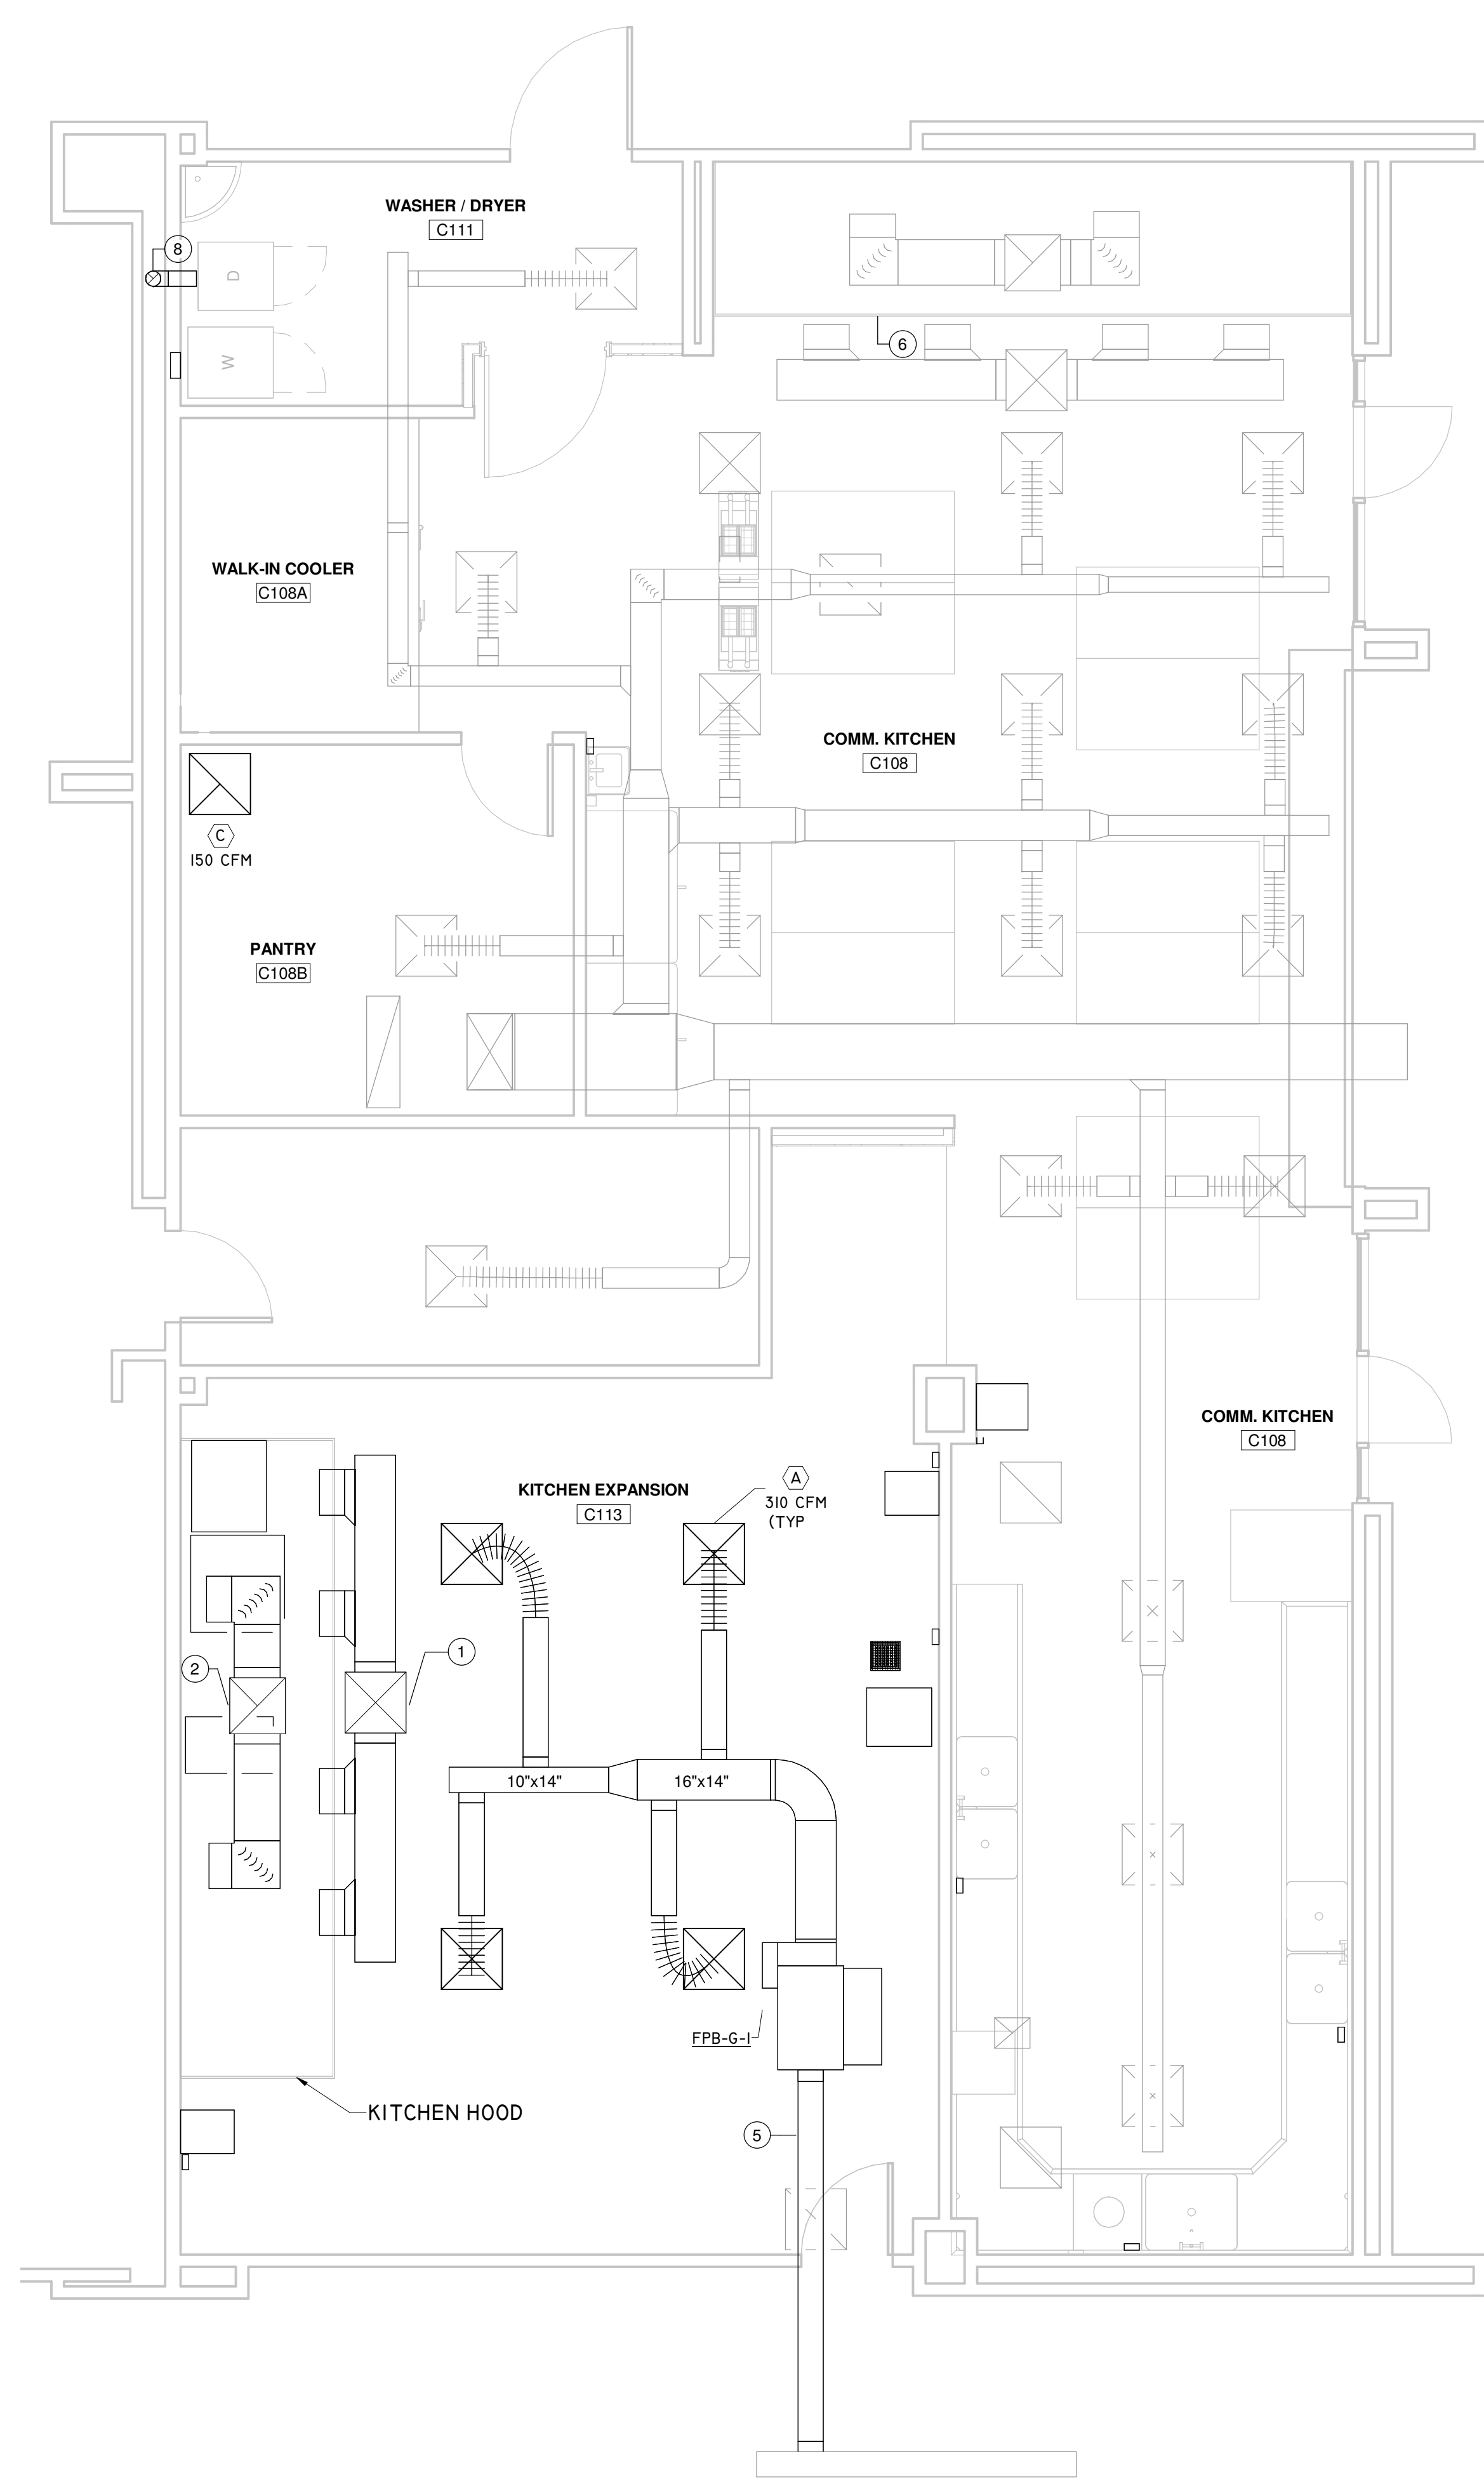 WASHER / DRYER
C111
8
D
W
6
WALK-IN COOLER
C108A
COMM. KITCHEN
C108
C
150 CFM
PANTRY
C108B
COMM. KITCHEN
C108
KITCHEN EXPANSION
C113
A
310 CFM
(TYP
1
2
10"x14"
16"x14"
FPB-G-1
KITCHEN HOOD
5